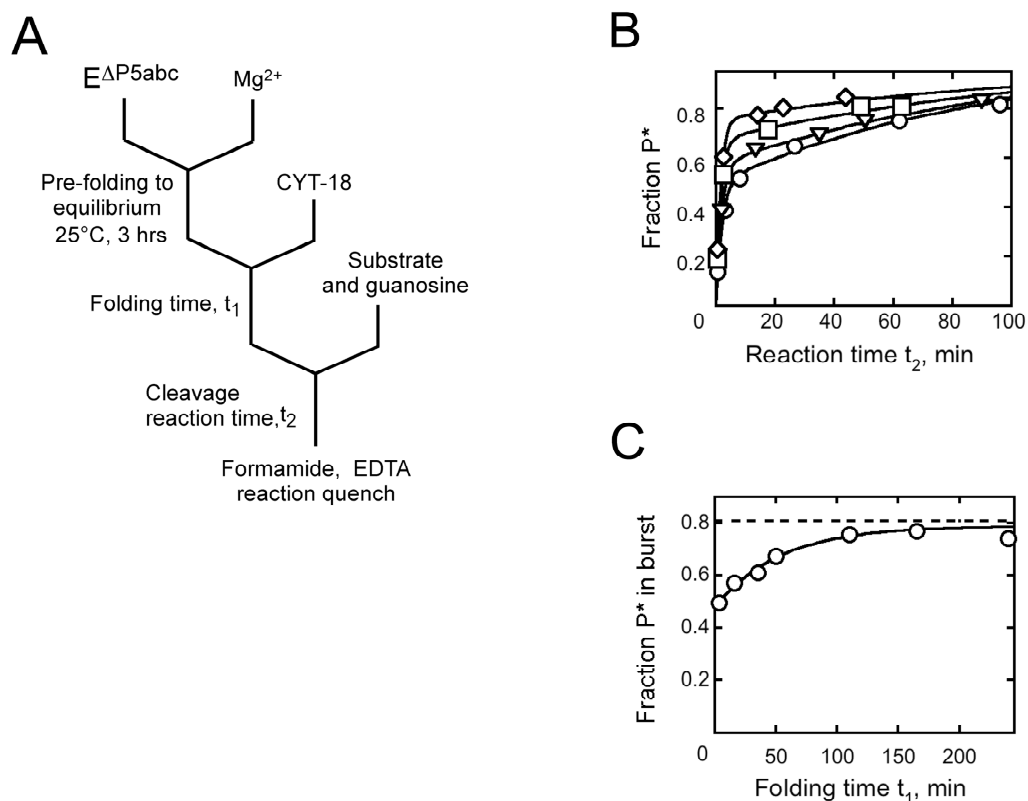 A
E^ΔP5abc
Mg²⁺
Pre-folding to
equilibrium
25°C, 3 hrs
CYT-18
Folding time, t₁
Substrate
and guanosine
Cleavage
reaction time,t₂
Formamide, EDTA
reaction quench
B
Fraction P*
0.8
0.6
0.4
0.2
0
20
40
60
80
100
Reaction time t₂, min
C
Fraction P* in burst
0.8
0.6
0.4
0.2
0
50
100
150
200
Folding time t₁, min